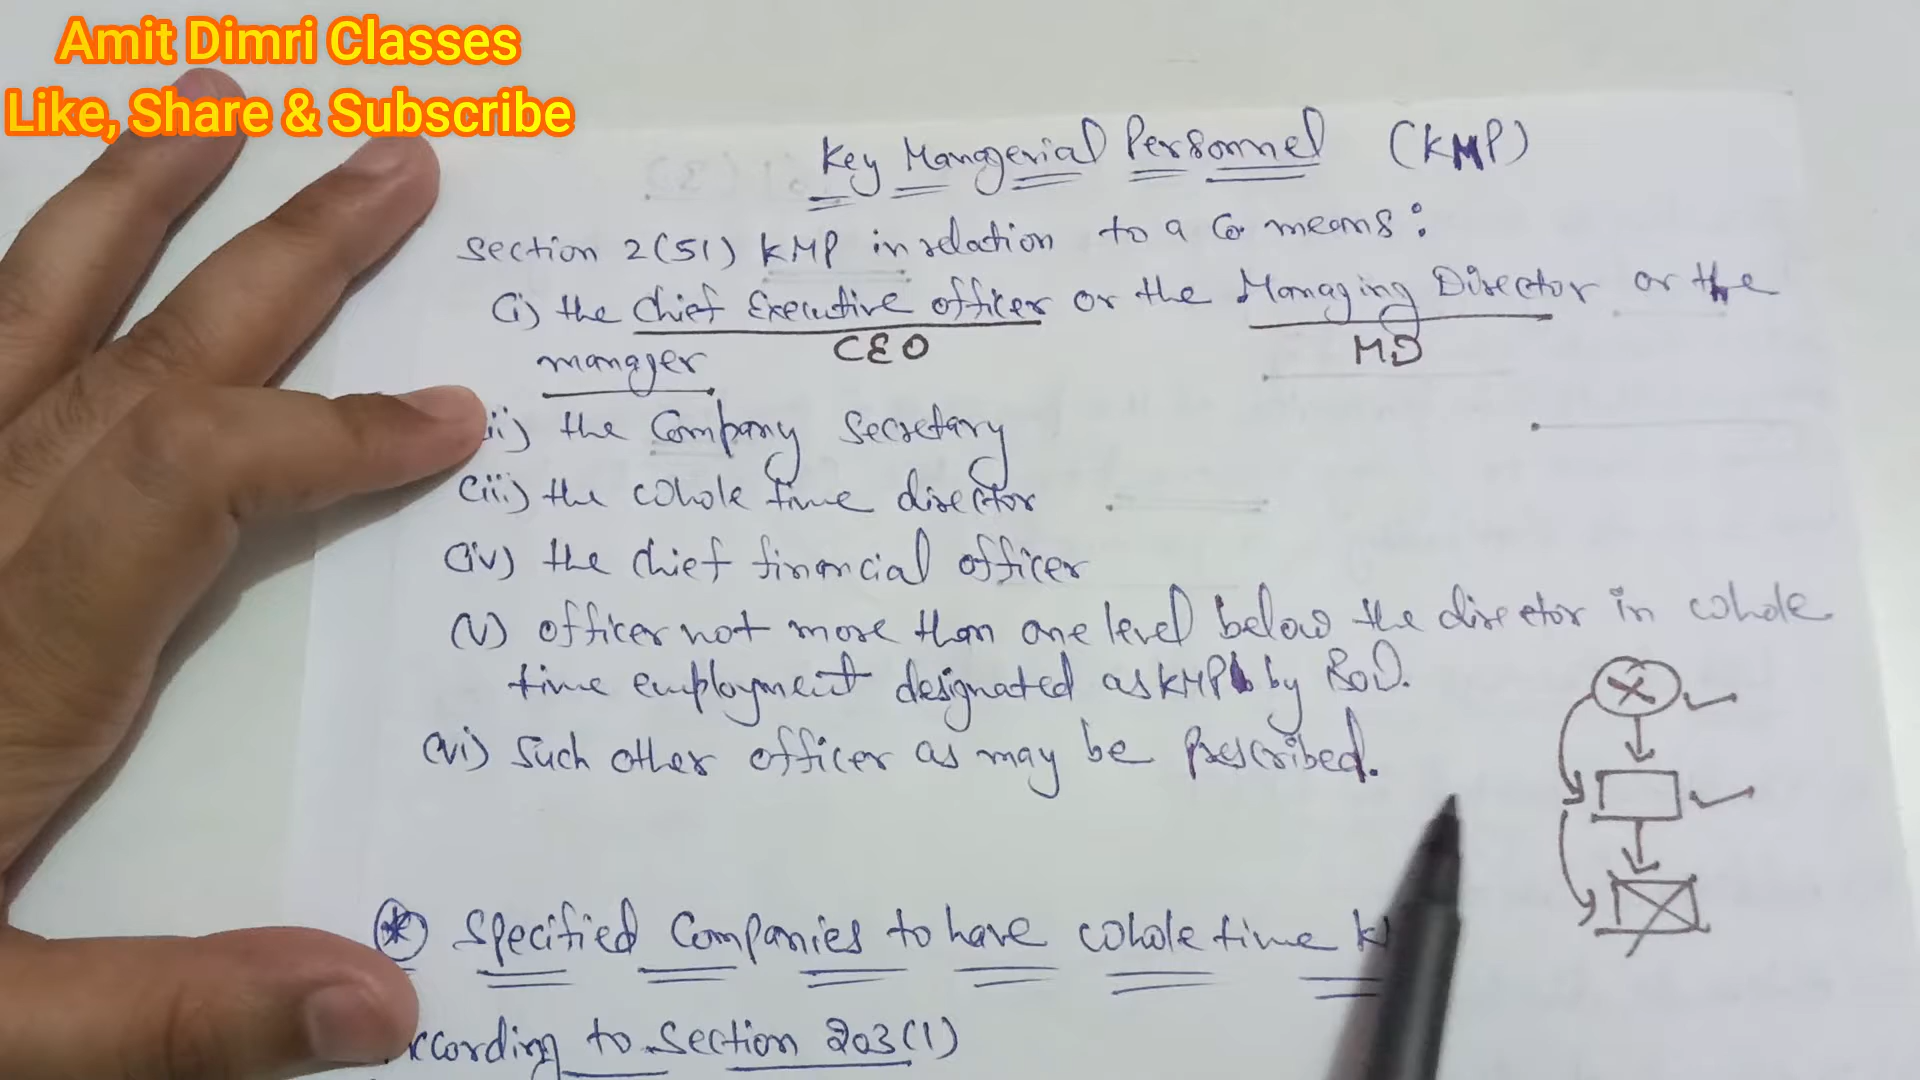 Amit Dimri Classes
Like, Share & Subscribe
Key Managerial Personnel (KMP)
Section 2(51) KMP in relation to a Co means:
(i) the Chief Executive officer or the Managing Director or the
CEO MD
manager
ii) the Company Secretary
(iii) the whole time director
(iv) the chief financial officer
(V) officer not more than one level below the director in whole
time employment designated as KMP by BOD.
(vi) Such other officer as may be Prescribed.
Specified Companies to have whole time K
ccording to Section 203(1)